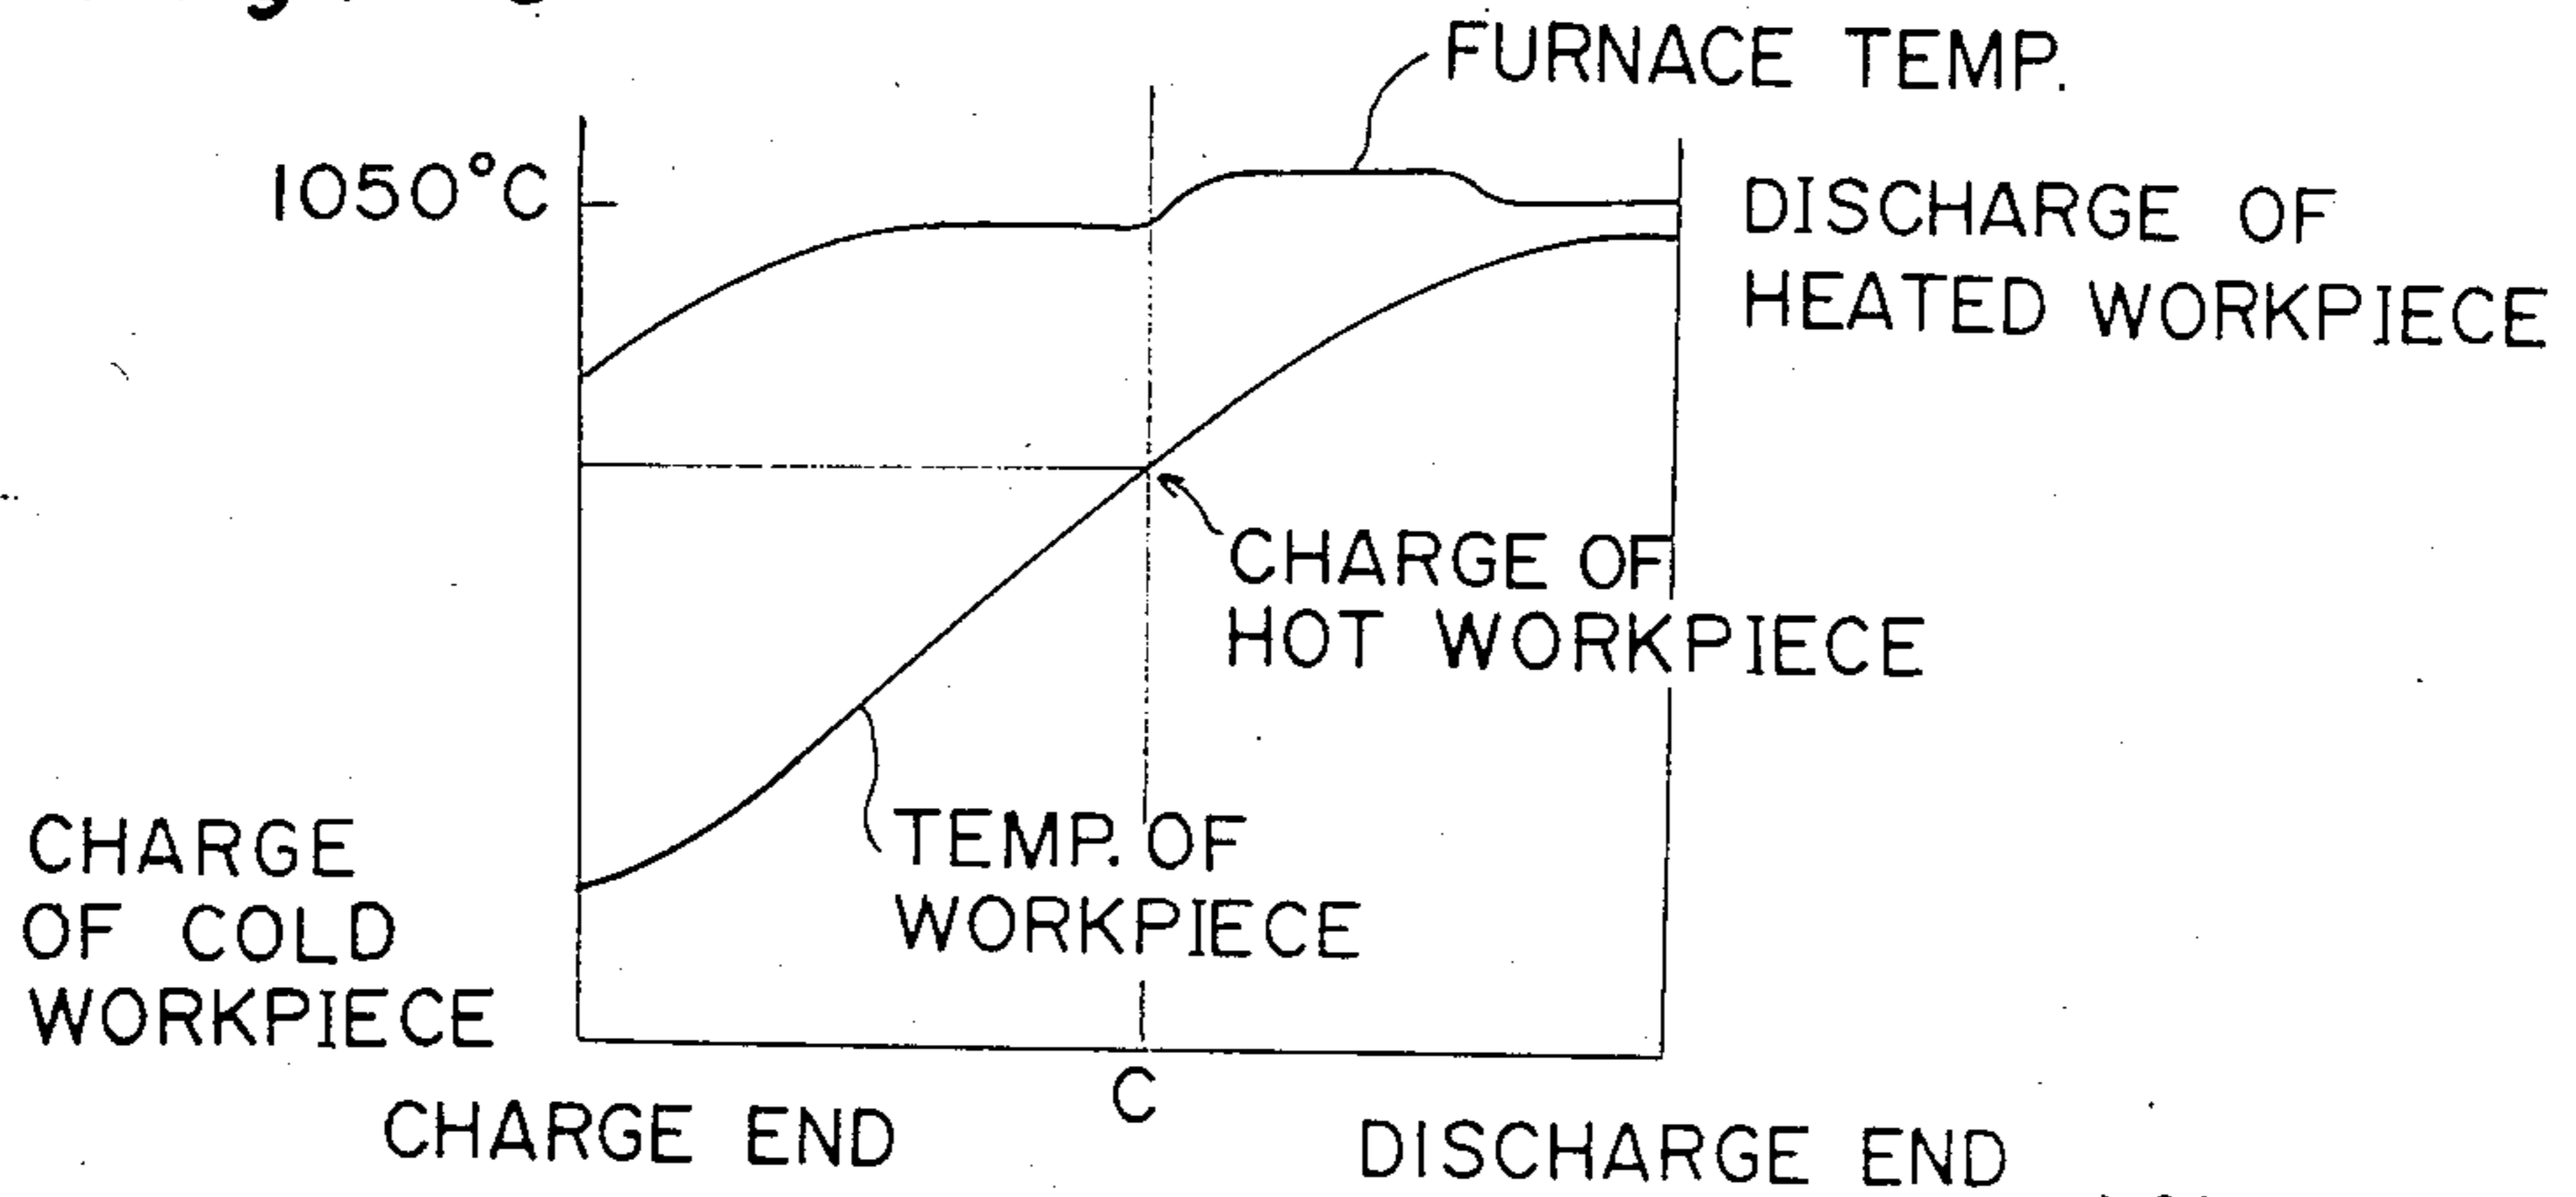 FURNACE TEMP.
1050°C
DISCHARGE OF
HEATED WORKPIECE
CHARGE OF
HOT WORKPIECE
TEMP. OF
WORKPIECE
CHARGE
OF COLD
WORKPIECE
C
CHARGE END
DISCHARGE END